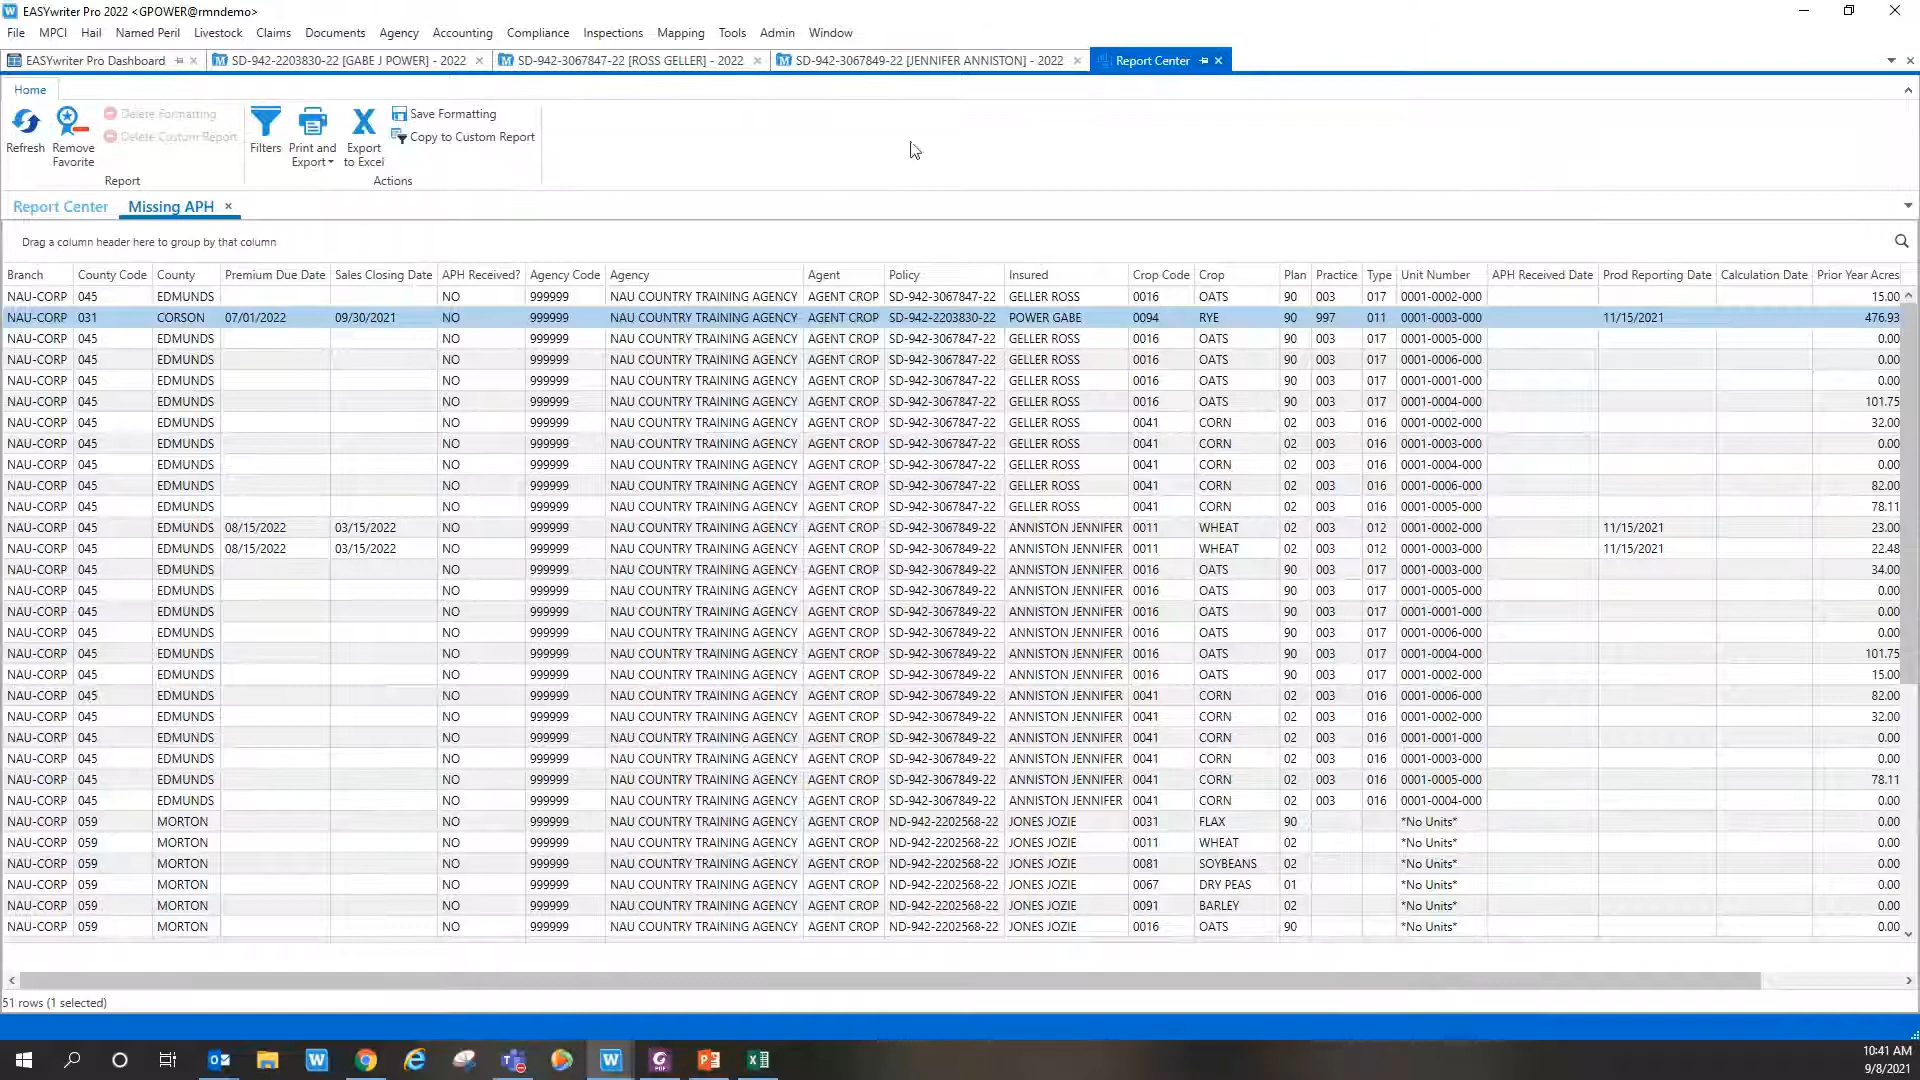 EASYwriter Pro 2022 <GPOWER@rmndemo>
File MPCI Hail Named Peril Livestock Claims Documents Agency Accounting Compliance Inspections Mapping Tools Admin Window
EASYwriter Pro Dashboard SD-942-2203830-22 [GABE J POWER] - 2022 SD-942-3067847-22 [ROSS GELLER] - 2022 SD-942-3067849-22 [JENNIFER ANNISTON] - 2022 Report Center
Home
Refresh Remove Favorite Delete Formatting Delete Custom Report Filters Print and Export Export to Excel Save Formatting Copy to Custom Report
Report Actions
Report Center Missing APH
Drag a column header here to group by that column
Branch County Code County Premium Due Date Sales Closing Date APH Received? Agency Code Agency Agent Policy Insured Crop Code Crop Plan Practice Type Unit Number APH Received Date Prod Reporting Date Calculation Date Prior Year Acres
NAU-CORP 045 EDMUNDS NO 999999 NAU COUNTRY TRAINING AGENCY AGENT CROP SD-942-3067847-22 GELLER ROSS 0016 OATS 90 003 017 0001-0002-000 15.00
NAU-CORP 031 CORSON 07/01/2022 09/30/2021 NO 999999 NAU COUNTRY TRAINING AGENCY AGENT CROP SD-942-2203830-22 POWER GABE 0094 RYE 90 997 011 0001-0003-000 11/15/2021 476.93
NAU-CORP 045 EDMUNDS NO 999999 NAU COUNTRY TRAINING AGENCY AGENT CROP SD-942-3067847-22 GELLER ROSS 0016 OATS 90 003 017 0001-0005-000 0.00
NAU-CORP 045 EDMUNDS NO 999999 NAU COUNTRY TRAINING AGENCY AGENT CROP SD-942-3067847-22 GELLER ROSS 0016 OATS 90 003 017 0001-0006-000 0.00
NAU-CORP 045 EDMUNDS NO 999999 NAU COUNTRY TRAINING AGENCY AGENT CROP SD-942-3067847-22 GELLER ROSS 0016 OATS 90 003 017 0001-0001-000 0.00
NAU-CORP 045 EDMUNDS NO 999999 NAU COUNTRY TRAINING AGENCY AGENT CROP SD-942-3067847-22 GELLER ROSS 0016 OATS 90 003 017 0001-0004-000 101.75
NAU-CORP 045 EDMUNDS NO 999999 NAU COUNTRY TRAINING AGENCY AGENT CROP SD-942-3067847-22 GELLER ROSS 0041 CORN 02 003 016 0001-0002-000 32.00
NAU-CORP 045 EDMUNDS NO 999999 NAU COUNTRY TRAINING AGENCY AGENT CROP SD-942-3067847-22 GELLER ROSS 0041 CORN 02 003 016 0001-0003-000 0.00
NAU-CORP 045 EDMUNDS NO 999999 NAU COUNTRY TRAINING AGENCY AGENT CROP SD-942-3067847-22 GELLER ROSS 0041 CORN 02 003 016 0001-0004-000 0.00
NAU-CORP 045 EDMUNDS NO 999999 NAU COUNTRY TRAINING AGENCY AGENT CROP SD-942-3067847-22 GELLER ROSS 0041 CORN 02 003 016 0001-0006-000 82.00
NAU-CORP 045 EDMUNDS NO 999999 NAU COUNTRY TRAINING AGENCY AGENT CROP SD-942-3067847-22 GELLER ROSS 0041 CORN 02 003 016 0001-0005-000 78.11
NAU-CORP 045 EDMUNDS 08/15/2022 03/15/2022 NO 999999 NAU COUNTRY TRAINING AGENCY AGENT CROP SD-942-3067849-22 ANNISTON JENNIFER 0011 WHEAT 02 003 012 0001-0002-000 11/15/2021 23.00
NAU-CORP 045 EDMUNDS 08/15/2022 03/15/2022 NO 999999 NAU COUNTRY TRAINING AGENCY AGENT CROP SD-942-3067849-22 ANNISTON JENNIFER 0011 WHEAT 02 003 012 0001-0003-000 11/15/2021 22.48
NAU-CORP 045 EDMUNDS NO 999999 NAU COUNTRY TRAINING AGENCY AGENT CROP SD-942-3067849-22 ANNISTON JENNIFER 0016 OATS 90 003 017 0001-0003-000 34.00
NAU-CORP 045 EDMUNDS NO 999999 NAU COUNTRY TRAINING AGENCY AGENT CROP SD-942-3067849-22 ANNISTON JENNIFER 0016 OATS 90 003 017 0001-0005-000 0.00
NAU-CORP 045 EDMUNDS NO 999999 NAU COUNTRY TRAINING AGENCY AGENT CROP SD-942-3067849-22 ANNISTON JENNIFER 0016 OATS 90 003 017 0001-0001-000 0.00
NAU-CORP 045 EDMUNDS NO 999999 NAU COUNTRY TRAINING AGENCY AGENT CROP SD-942-3067849-22 ANNISTON JENNIFER 0016 OATS 90 003 017 0001-0006-000 0.00
NAU-CORP 045 EDMUNDS NO 999999 NAU COUNTRY TRAINING AGENCY AGENT CROP SD-942-3067849-22 ANNISTON JENNIFER 0016 OATS 90 003 017 0001-0004-000 101.75
NAU-CORP 045 EDMUNDS NO 999999 NAU COUNTRY TRAINING AGENCY AGENT CROP SD-942-3067849-22 ANNISTON JENNIFER 0016 OATS 90 003 017 0001-0002-000 15.00
NAU-CORP 045 EDMUNDS NO 999999 NAU COUNTRY TRAINING AGENCY AGENT CROP SD-942-3067849-22 ANNISTON JENNIFER 0041 CORN 02 003 016 0001-0006-000 82.00
NAU-CORP 045 EDMUNDS NO 999999 NAU COUNTRY TRAINING AGENCY AGENT CROP SD-942-3067849-22 ANNISTON JENNIFER 0041 CORN 02 003 016 0001-0002-000 32.00
NAU-CORP 045 EDMUNDS NO 999999 NAU COUNTRY TRAINING AGENCY AGENT CROP SD-942-3067849-22 ANNISTON JENNIFER 0041 CORN 02 003 016 0001-0001-000 0.00
NAU-CORP 045 EDMUNDS NO 999999 NAU COUNTRY TRAINING AGENCY AGENT CROP SD-942-3067849-22 ANNISTON JENNIFER 0041 CORN 02 003 016 0001-0003-000 0.00
NAU-CORP 045 EDMUNDS NO 999999 NAU COUNTRY TRAINING AGENCY AGENT CROP SD-942-3067849-22 ANNISTON JENNIFER 0041 CORN 02 003 016 0001-0005-000 78.11
NAU-CORP 045 EDMUNDS NO 999999 NAU COUNTRY TRAINING AGENCY AGENT CROP SD-942-3067849-22 ANNISTON JENNIFER 0041 CORN 02 003 016 0001-0004-000 0.00
NAU-CORP 059 MORTON NO 999999 NAU COUNTRY TRAINING AGENCY AGENT CROP ND-942-2202568-22 JONES JOZIE 0031 FLAX 90 *No Units* 0.00
NAU-CORP 059 MORTON NO 999999 NAU COUNTRY TRAINING AGENCY AGENT CROP ND-942-2202568-22 JONES JOZIE 0011 WHEAT 02 *No Units* 0.00
NAU-CORP 059 MORTON NO 999999 NAU COUNTRY TRAINING AGENCY AGENT CROP ND-942-2202568-22 JONES JOZIE 0081 SOYBEANS 02 *No Units* 0.00
NAU-CORP 059 MORTON NO 999999 NAU COUNTRY TRAINING AGENCY AGENT CROP ND-942-2202568-22 JONES JOZIE 0067 DRY PEAS 01 *No Units* 0.00
NAU-CORP 059 MORTON NO 999999 NAU COUNTRY TRAINING AGENCY AGENT CROP ND-942-2202568-22 JONES JOZIE 0091 BARLEY 02 *No Units* 0.00
NAU-CORP 059 MORTON NO 999999 NAU COUNTRY TRAINING AGENCY AGENT CROP ND-942-2202568-22 JONES JOZIE 0016 OATS 90 *No Units* 0.00
51 rows (1 selected)
10:41 AM
9/8/2021